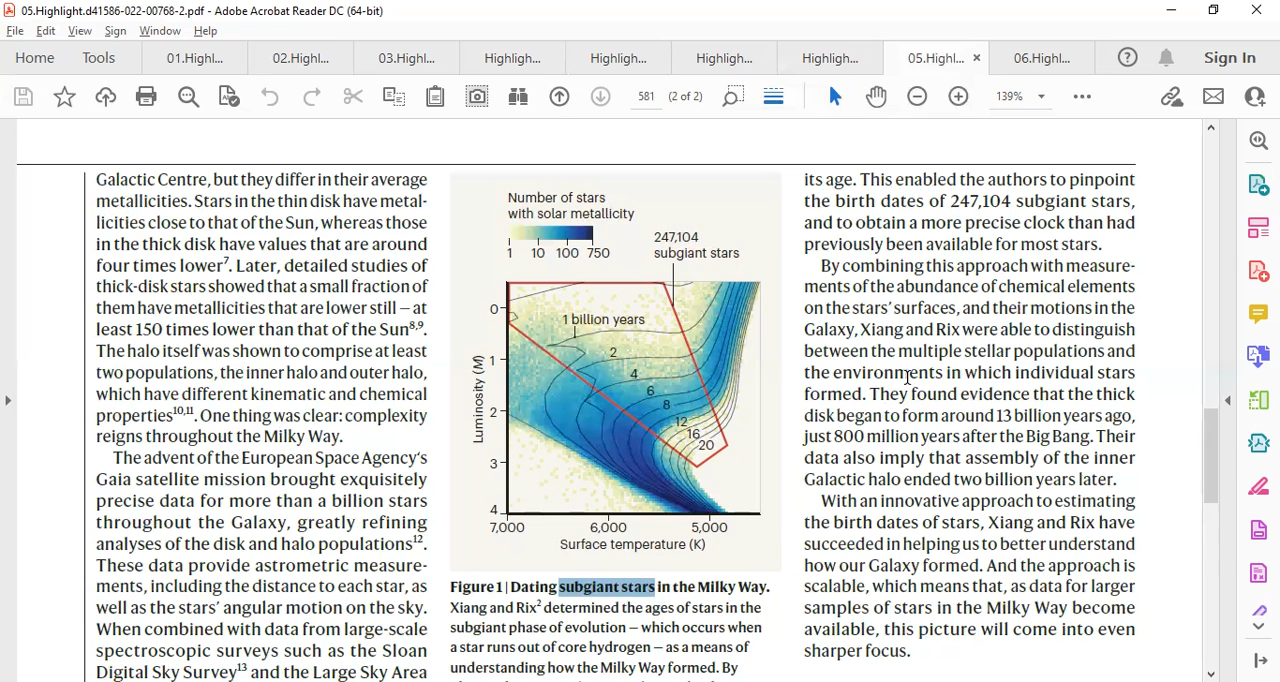 05.Highlight.d41586-022-00768-2.pdf - Adobe Acrobat Reader DC (64-bit)
File Edit View Sign Window Help
Home Tools 01.Highl... 02.Highl... 03.Highl... Highligh... Highligh... Highligh... Highligh... 05.Highl... 06.Highl... Sign In
581 (2 of 2) 139%
Galactic Centre, but they differ in their average
metallicities. Stars in the thin disk have metal-
licities close to that of the Sun, whereas those
in the thick disk have values that are around
four times lower7. Later, detailed studies of
thick-disk stars showed that a small fraction of
them have metallicities that are lower still – at
least 150 times lower than that of the Sun8,9.
The halo itself was shown to comprise at least
two populations, the inner halo and outer halo,
which have different kinematic and chemical
properties10,11. One thing was clear: complexity
reigns throughout the Milky Way.
The advent of the European Space Agency's
Gaia satellite mission brought exquisitely
precise data for more than a billion stars
throughout the Galaxy, greatly refining
analyses of the disk and halo populations12.
These data provide astrometric measure-
ments, including the distance to each star, as
well as the stars' angular motion on the sky.
When combined with data from large-scale
spectroscopic surveys such as the Sloan
Digital Sky Survey13 and the Large Sky Area
Number of stars
with solar metallicity
1 10 100 750
247,104
subgiant stars
1 billion years
2
4
6
8
12
16
20
Luminosity (M)
0
1
2
3
4
7,000 6,000 5,000
Surface temperature (K)
Figure 1 | Dating subgiant stars in the Milky Way.
Xiang and Rix2 determined the ages of stars in the
subgiant phase of evolution – which occurs when
a star runs out of core hydrogen – as a means of
understanding how the Milky Way formed. By
its age. This enabled the authors to pinpoint
the birth dates of 247,104 subgiant stars,
and to obtain a more precise clock than had
previously been available for most stars.
By combining this approach with measure-
ments of the abundance of chemical elements
on the stars' surfaces, and their motions in the
Galaxy, Xiang and Rix were able to distinguish
between the multiple stellar populations and
the environments in which individual stars
formed. They found evidence that the thick
disk began to form around 13 billion years ago,
just 800 million years after the Big Bang. Their
data also imply that assembly of the inner
Galactic halo ended two billion years later.
With an innovative approach to estimating
the birth dates of stars, Xiang and Rix have
succeeded in helping us to better understand
how our Galaxy formed. And the approach is
scalable, which means that, as data for larger
samples of stars in the Milky Way become
available, this picture will come into even
sharper focus.